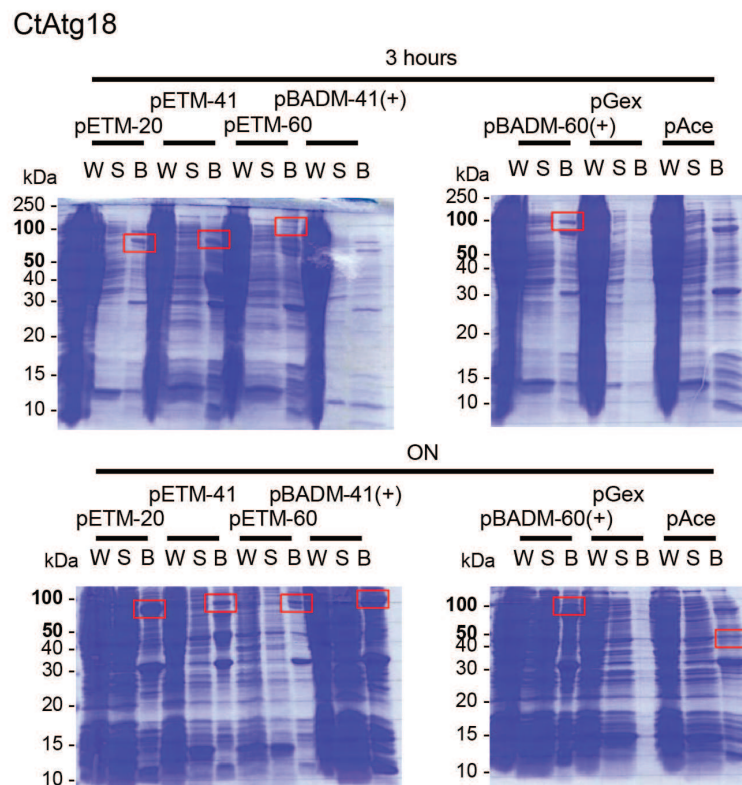 CtAtg18
3 hours
pETM-41 pBADM-41(+) pGex
pETM-20 pETM-60 pBADM-60(+) pAce
kDa W S B W S B W S B W S B kDa W S B W S B W S B
250 - 250 -
100 - 100 -
50 - 50 -
40 - 40 -
30 - 30 -
20 - 20 -
15 - 15 -
10 - 10 -
ON
pETM-41 pBADM-41(+) pGex
pETM-20 pETM-60 pBADM-60(+) pAce
kDa W S B W S B W S B W S B kDa W S B W S B W S B
100 - 100 -
50 - 50 -
40 - 40 -
30 - 30 -
20 - 20 -
15 - 15 -
10 - 10 -